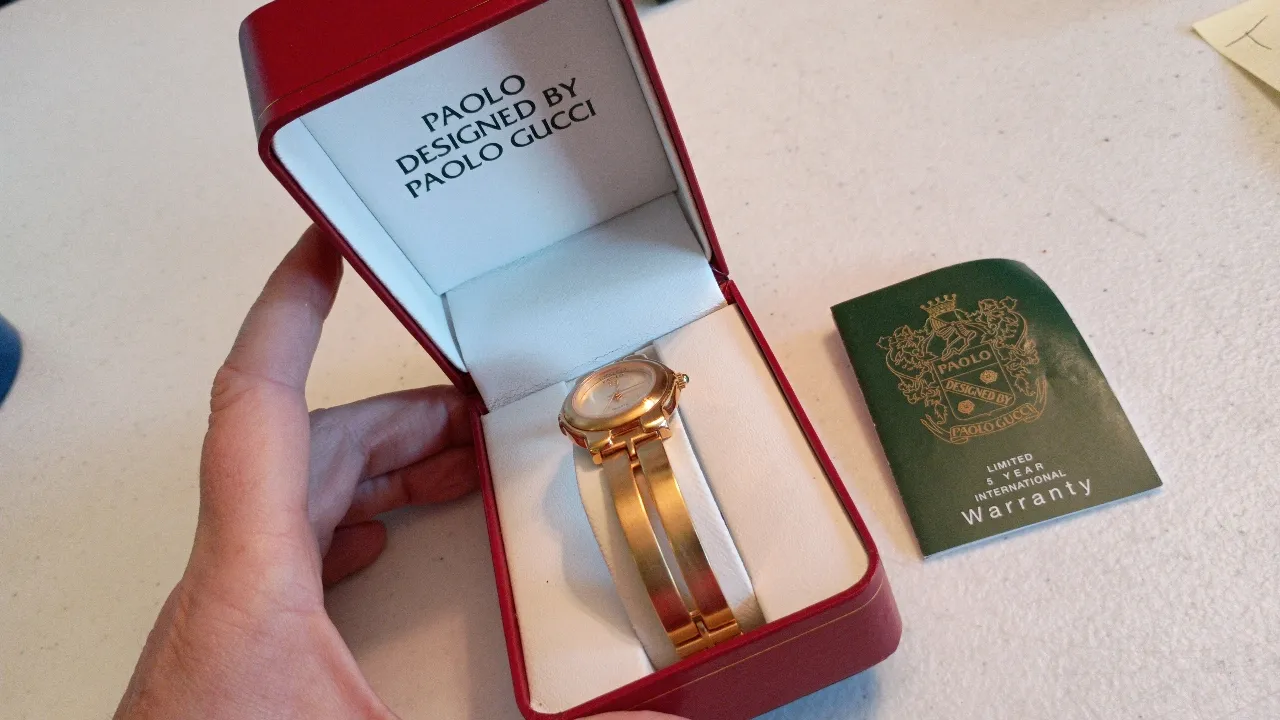 PAOLO
DESIGNED BY
PAOLO GUCCI
PAOLO
DESIGNED BY
PAOLO GUCCI
LIMITED
5 YEAR
INTERNATIONAL
Warranty